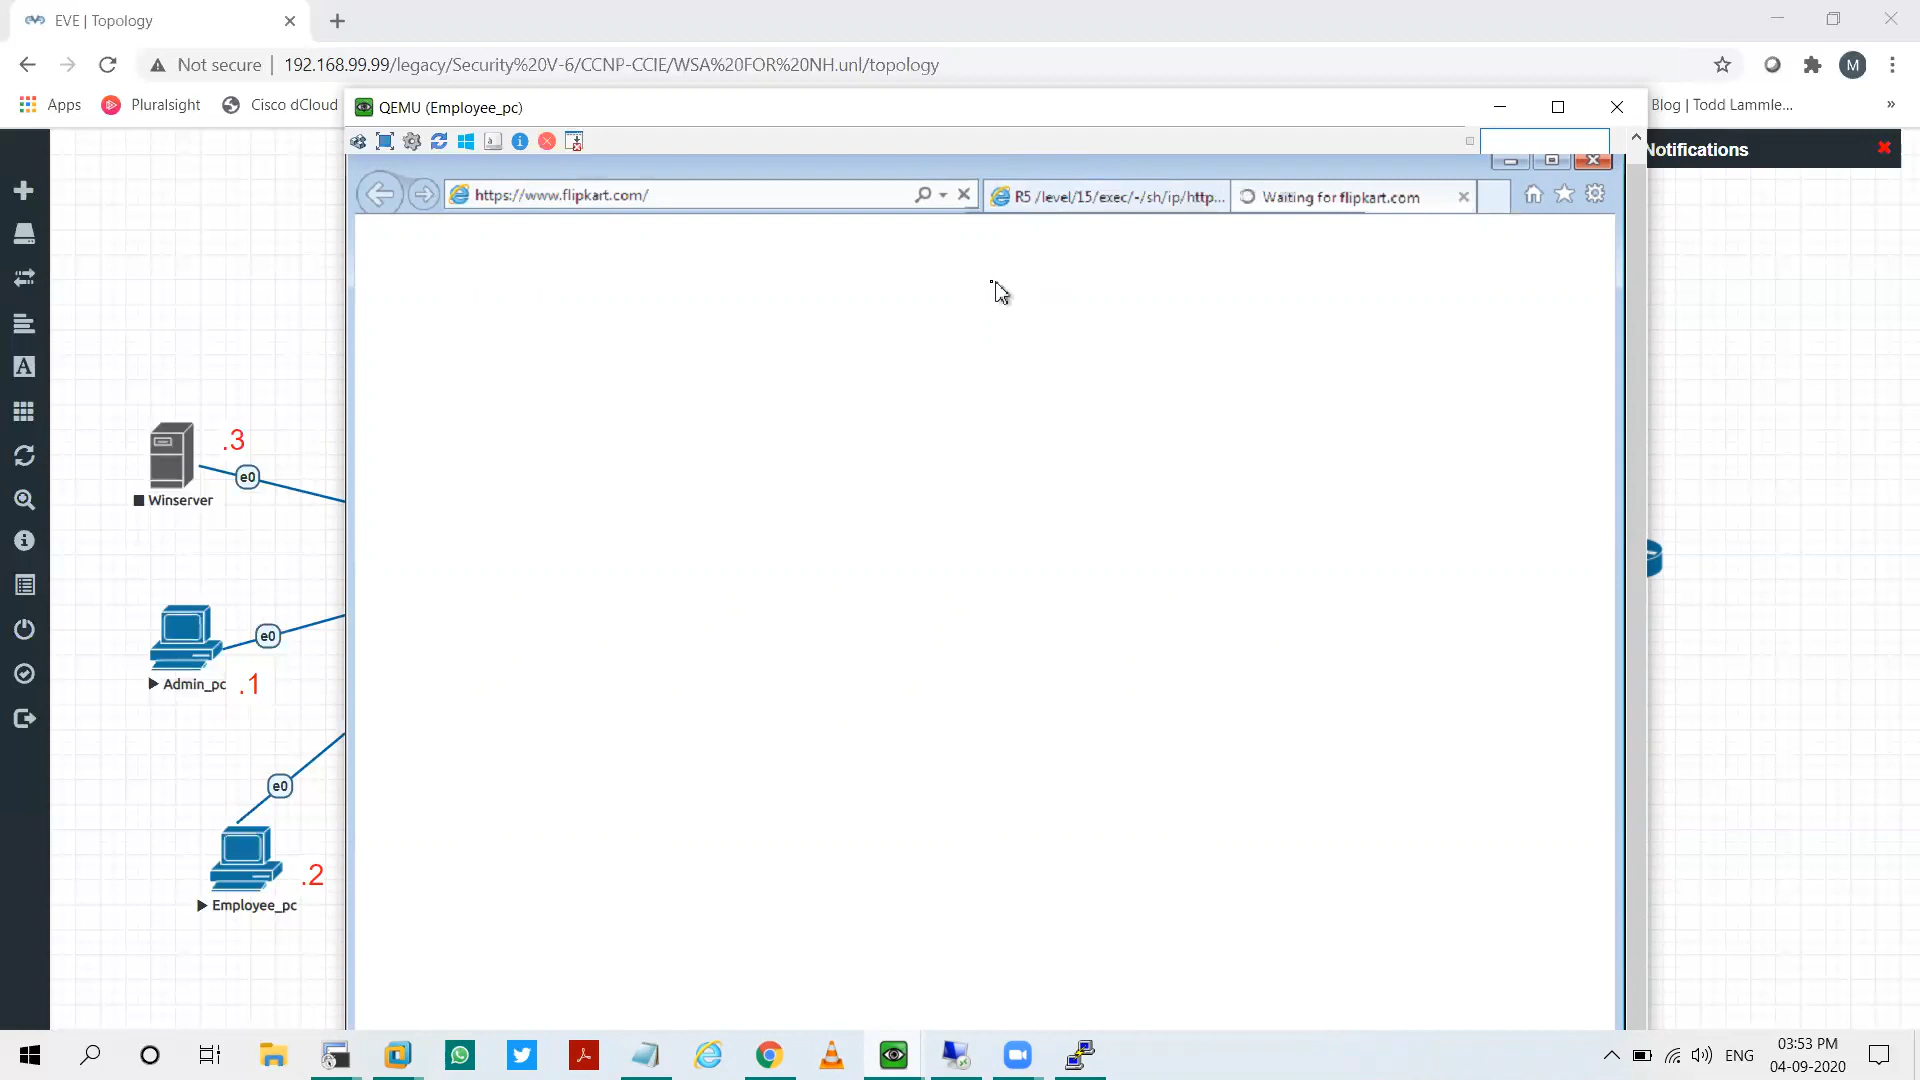 EVE | Topology
Not secure
192.168.99.99/legacy/Security%20V-6/CCNP-CCIE/WSA%20FOR%20NH.unl/topology
M
Apps
Pluralsight
Cisco dCloud
Blog | Todd Lammle...
»
QEMU (Employee_pc)
Notifications
https://www.flipkart.com/
R5 /level/15/exec/-/sh/ip/http...
Waiting for flipkart.com
A
.3
e0
Winserver
e0
Admin_pc
.1
e0
.2
Employee_pc
ENG
03:53 PM
04-09-2020